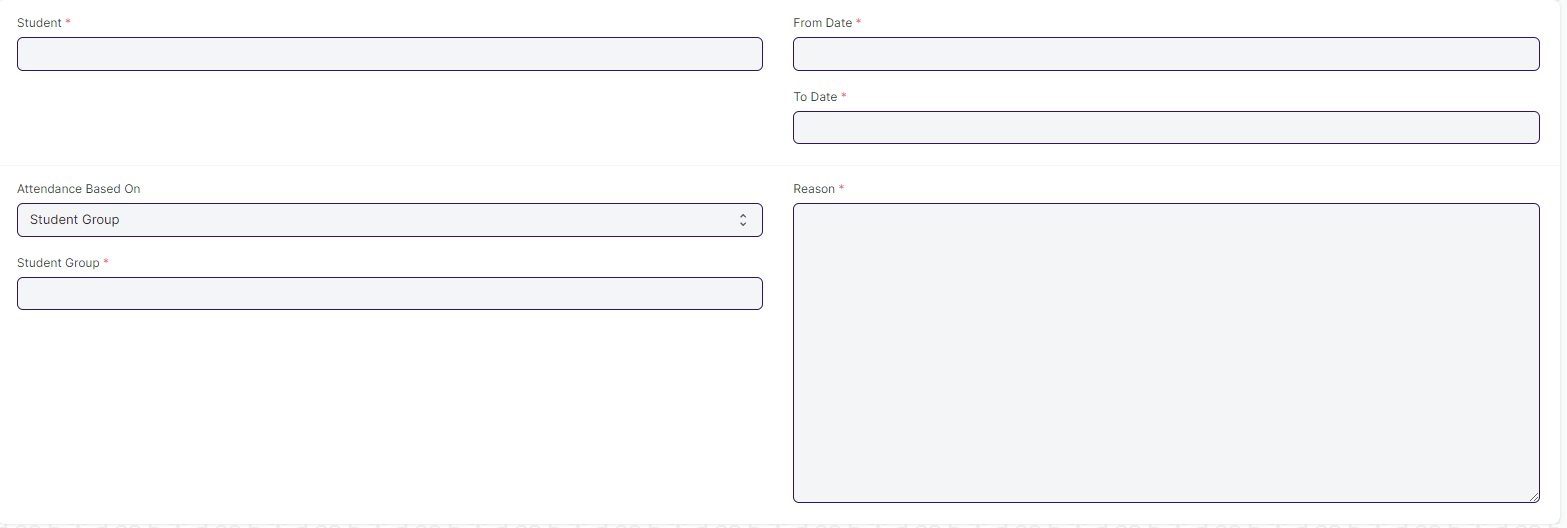 Student *
From Date *
To Date *
Attendance Based On
Student Group
Student Group *
Reason *